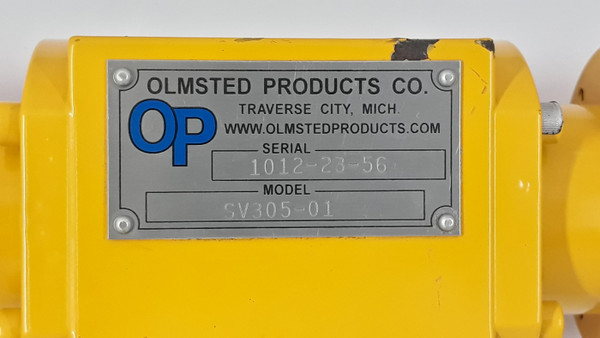 OLMSTED PRODUCTS CO.
OP
TRAVERSE CITY, MICH.
WWW.OLMSTEDPRODUCTS.COM
SERIAL
1012-23-56
MODEL
SV305-01